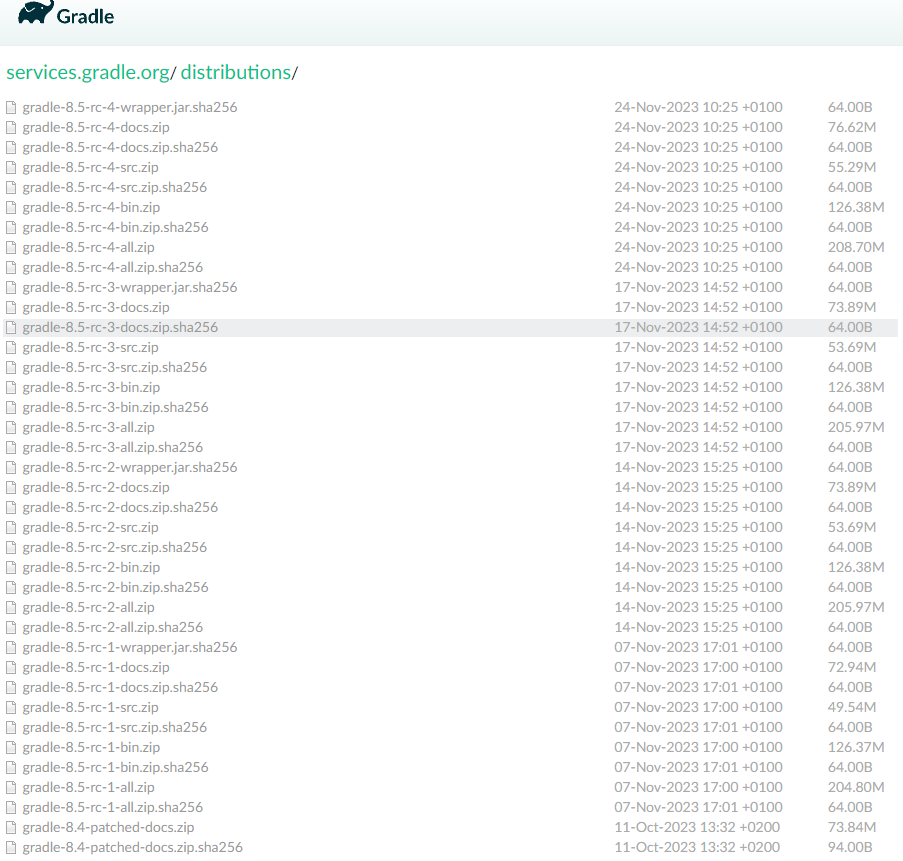 Gradle
services.gradle.org/ distributions/
gradle-8.5-rc-4-wrapper.jar.sha256 24-Nov-2023 10:25 +0100 64.00B
gradle-8.5-rc-4-docs.zip 24-Nov-2023 10:25 +0100 76.62M
gradle-8.5-rc-4-docs.zip.sha256 24-Nov-2023 10:25 +0100 64.00B
gradle-8.5-rc-4-src.zip 24-Nov-2023 10:25 +0100 55.29M
gradle-8.5-rc-4-src.zip.sha256 24-Nov-2023 10:25 +0100 64.00B
gradle-8.5-rc-4-bin.zip 24-Nov-2023 10:25 +0100 126.38M
gradle-8.5-rc-4-bin.zip.sha256 24-Nov-2023 10:25 +0100 64.00B
gradle-8.5-rc-4-all.zip 24-Nov-2023 10:25 +0100 208.70M
gradle-8.5-rc-4-all.zip.sha256 24-Nov-2023 10:25 +0100 64.00B
gradle-8.5-rc-3-wrapper.jar.sha256 17-Nov-2023 14:52 +0100 64.00B
gradle-8.5-rc-3-docs.zip 17-Nov-2023 14:52 +0100 73.89M
gradle-8.5-rc-3-docs.zip.sha256 17-Nov-2023 14:52 +0100 64.00B
gradle-8.5-rc-3-src.zip 17-Nov-2023 14:52 +0100 53.69M
gradle-8.5-rc-3-src.zip.sha256 17-Nov-2023 14:52 +0100 64.00B
gradle-8.5-rc-3-bin.zip 17-Nov-2023 14:52 +0100 126.38M
gradle-8.5-rc-3-bin.zip.sha256 17-Nov-2023 14:52 +0100 64.00B
gradle-8.5-rc-3-all.zip 17-Nov-2023 14:52 +0100 205.97M
gradle-8.5-rc-3-all.zip.sha256 17-Nov-2023 14:52 +0100 64.00B
gradle-8.5-rc-2-wrapper.jar.sha256 14-Nov-2023 15:25 +0100 64.00B
gradle-8.5-rc-2-docs.zip 14-Nov-2023 15:25 +0100 73.89M
gradle-8.5-rc-2-docs.zip.sha256 14-Nov-2023 15:25 +0100 64.00B
gradle-8.5-rc-2-src.zip 14-Nov-2023 15:25 +0100 53.69M
gradle-8.5-rc-2-src.zip.sha256 14-Nov-2023 15:25 +0100 64.00B
gradle-8.5-rc-2-bin.zip 14-Nov-2023 15:25 +0100 126.38M
gradle-8.5-rc-2-bin.zip.sha256 14-Nov-2023 15:25 +0100 64.00B
gradle-8.5-rc-2-all.zip 14-Nov-2023 15:25 +0100 205.97M
gradle-8.5-rc-2-all.zip.sha256 14-Nov-2023 15:25 +0100 64.00B
gradle-8.5-rc-1-wrapper.jar.sha256 07-Nov-2023 17:01 +0100 64.00B
gradle-8.5-rc-1-docs.zip 07-Nov-2023 17:00 +0100 72.94M
gradle-8.5-rc-1-docs.zip.sha256 07-Nov-2023 17:01 +0100 64.00B
gradle-8.5-rc-1-src.zip 07-Nov-2023 17:00 +0100 49.54M
gradle-8.5-rc-1-src.zip.sha256 07-Nov-2023 17:01 +0100 64.00B
gradle-8.5-rc-1-bin.zip 07-Nov-2023 17:00 +0100 126.37M
gradle-8.5-rc-1-bin.zip.sha256 07-Nov-2023 17:01 +0100 64.00B
gradle-8.5-rc-1-all.zip 07-Nov-2023 17:00 +0100 204.80M
gradle-8.5-rc-1-all.zip.sha256 07-Nov-2023 17:01 +0100 64.00B
gradle-8.4-patched-docs.zip 11-Oct-2023 13:32 +0200 73.84M
gradle-8.4-patched-docs.zip.sha256 11-Oct-2023 13:32 +0200 94.00B